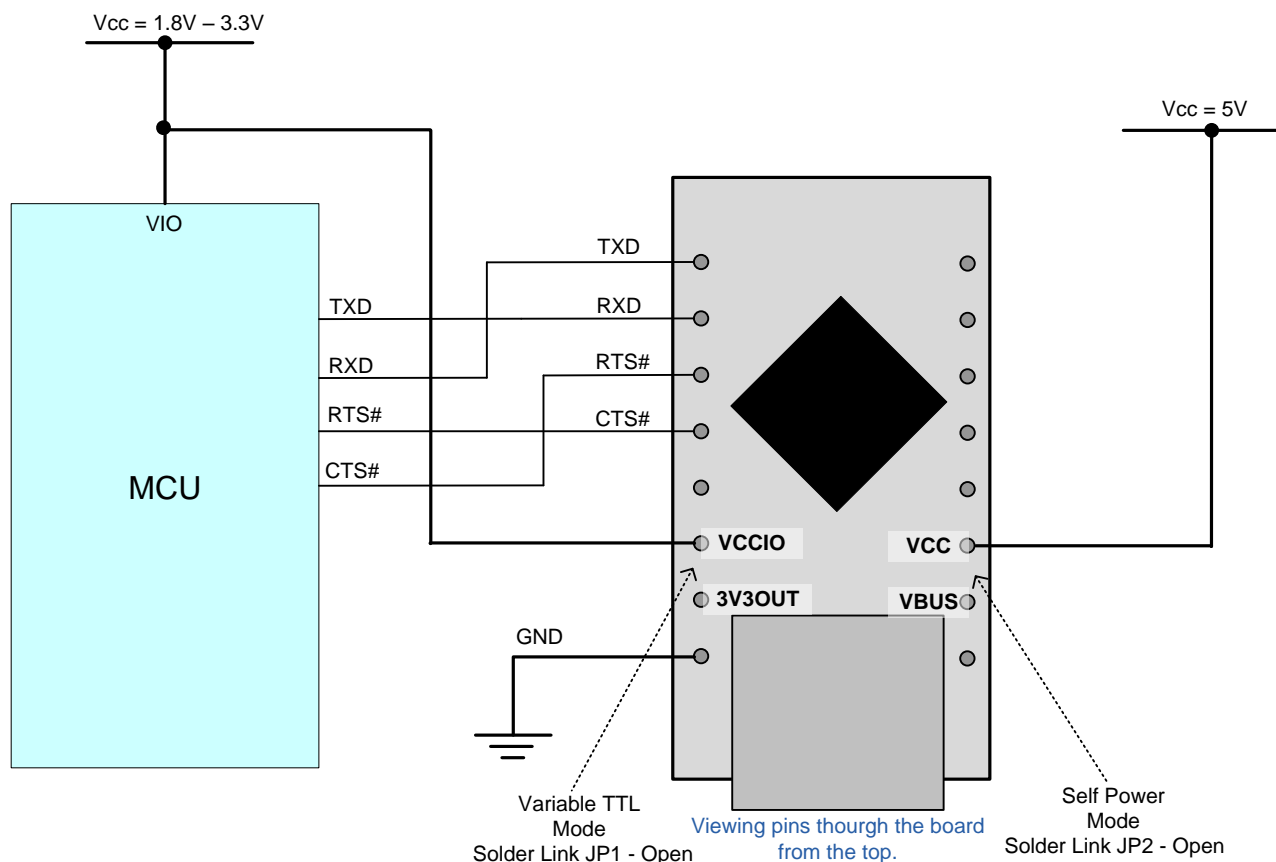 Vcc = 1.8V – 3.3V
Vcc = 5V
VIO
TXD
TXD
RXD
RXD
RTS#
RTS#
CTS#
CTS#
MCU
VCCIO
VCC
3V3OUT
VBUS
GND
Variable TTL
Mode
Solder Link JP1 - Open
Viewing pins thourgh the board
from the top.
Self Power
Mode
Solder Link JP2 - Open